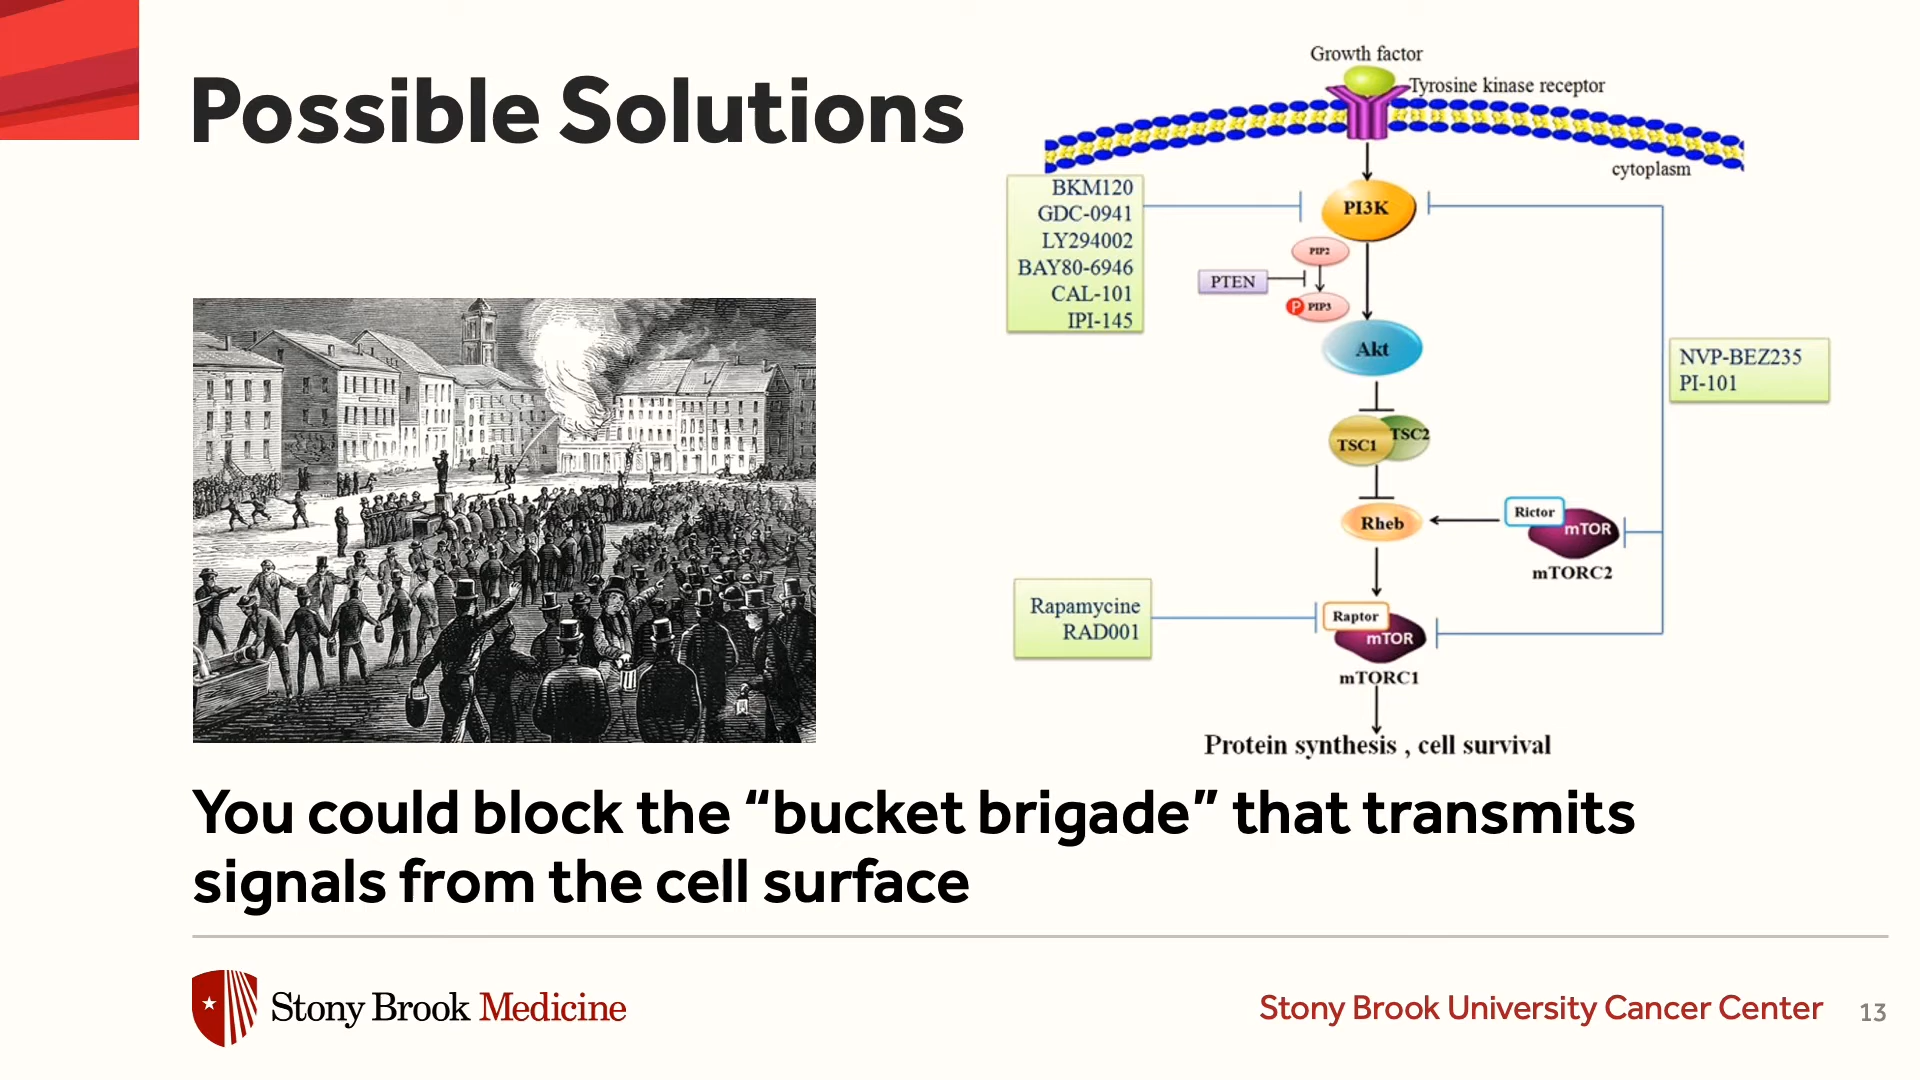 Possible Solutions
Growth factor
Tyrosine kinase receptor
cytoplasm
BKM120
GDC-0941
LY294002
BAY80-6946
CAL-101
IPI-145
PI3K
PIP2
PTEN
P PIP3
Akt
NVP-BEZ235
PI-101
TSC1 TSC2
Rheb
Rictor
mTOR
mTORC2
Rapamycine
RAD001
Raptor
mTOR
mTORC1
Protein synthesis , cell survival
You could block the “bucket brigade” that transmits
signals from the cell surface
Stony Brook Medicine
Stony Brook University Cancer Center 13